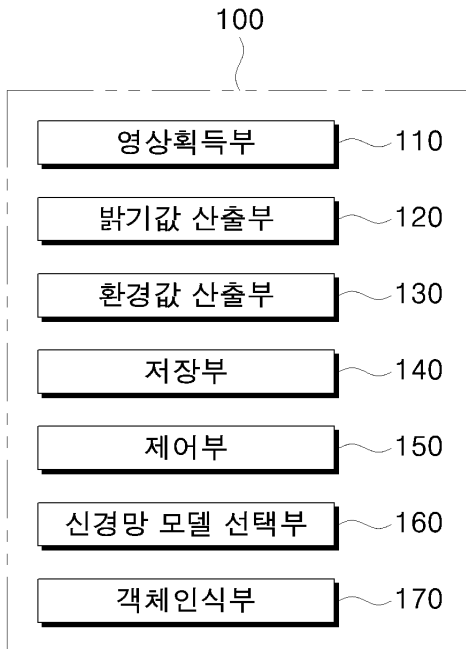 100
영상획득부 110
밝기값 산출부 120
환경값 산출부 130
저장부 140
제어부 150
신경망 모델 선택부 160
객체인식부 170